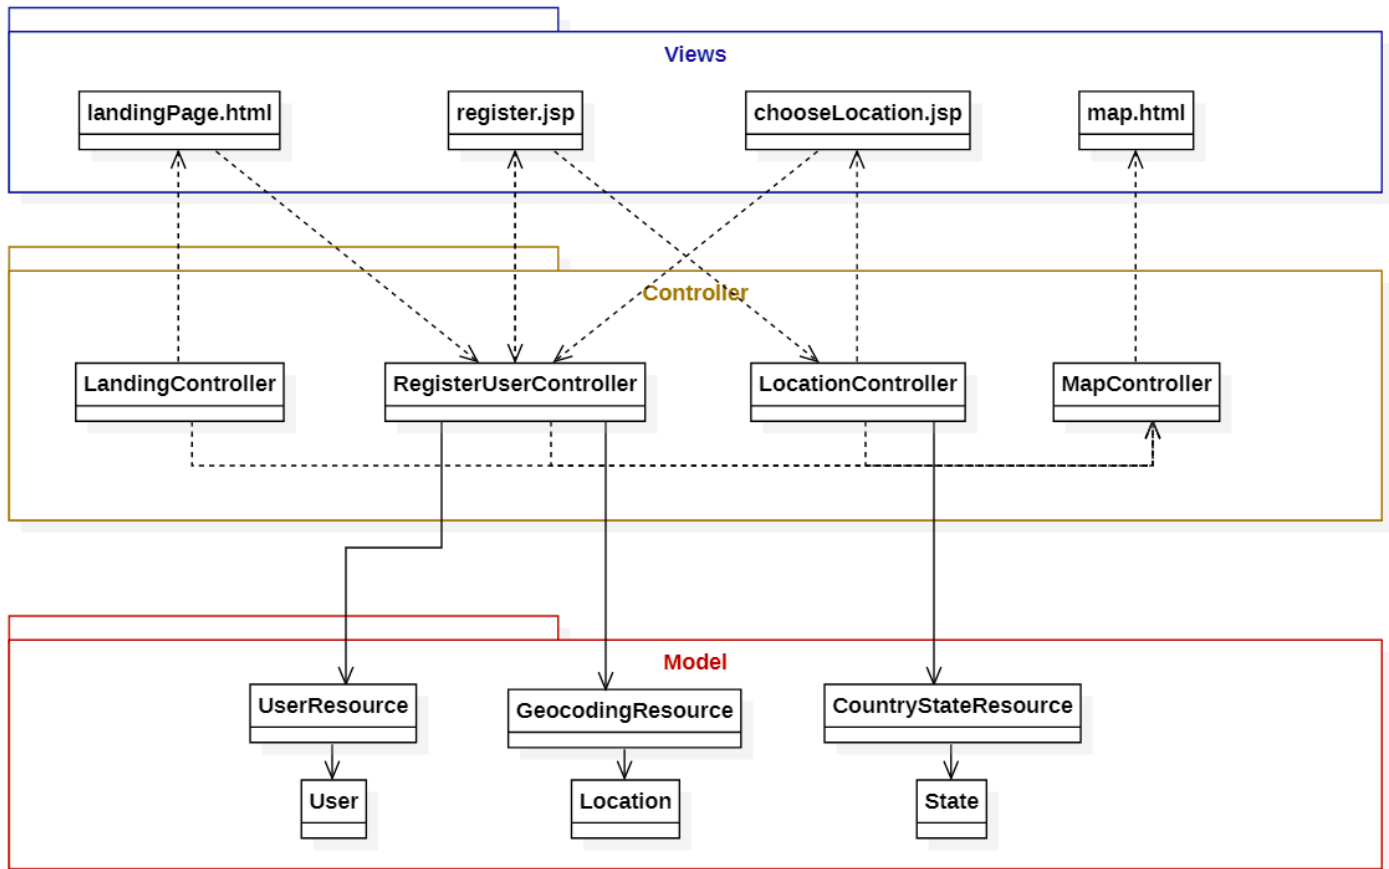 Views
landingPage.html
register.jsp
chooseLocation.jsp
map.html
Controller
LandingController
RegisterUserController
LocationController
MapController
Model
UserResource
GeocodingResource
CountryStateResource
User
Location
State